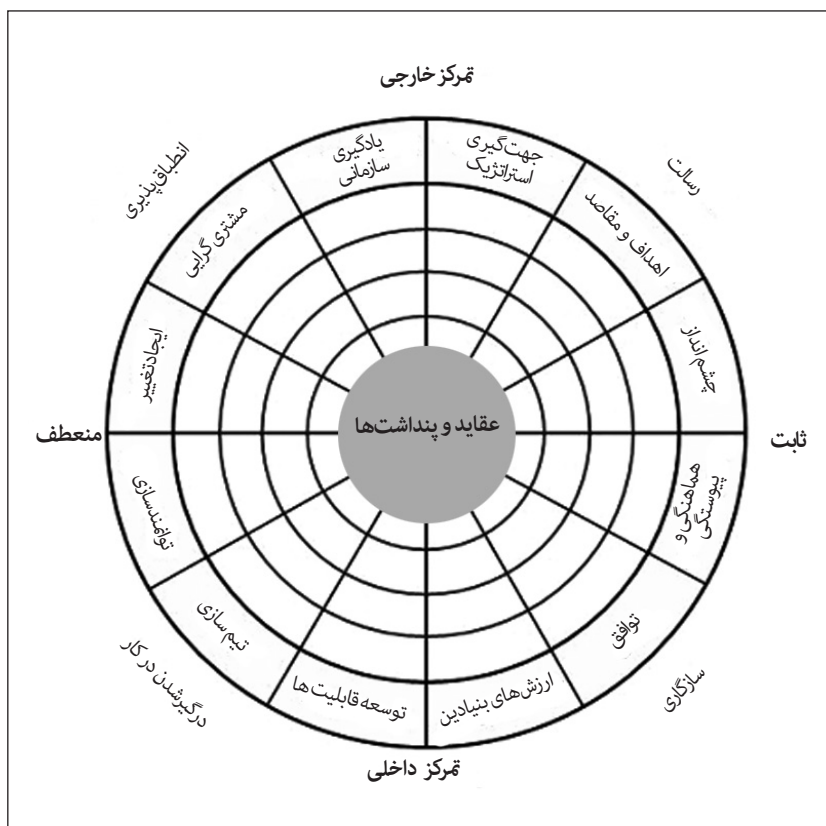 تمرکز خارجی
رسالت
انطباق‌پذیری
جهت‌گیری
استراتژیک
یادگیری
سازمانی
اهداف و مقاصد
مشتری گرایی
چشم انداز
ایجاد تغییر
ثابت
عقاید و پنداشت‌ها
منعطف
هماهنگی و
پیوستگی
توانمندسازی
توافق
تیم سازی
ارزش‌های بنیادین
توسعه قابلیت ها
سازگاری
درگیرشدن در کار
تمرکز داخلی